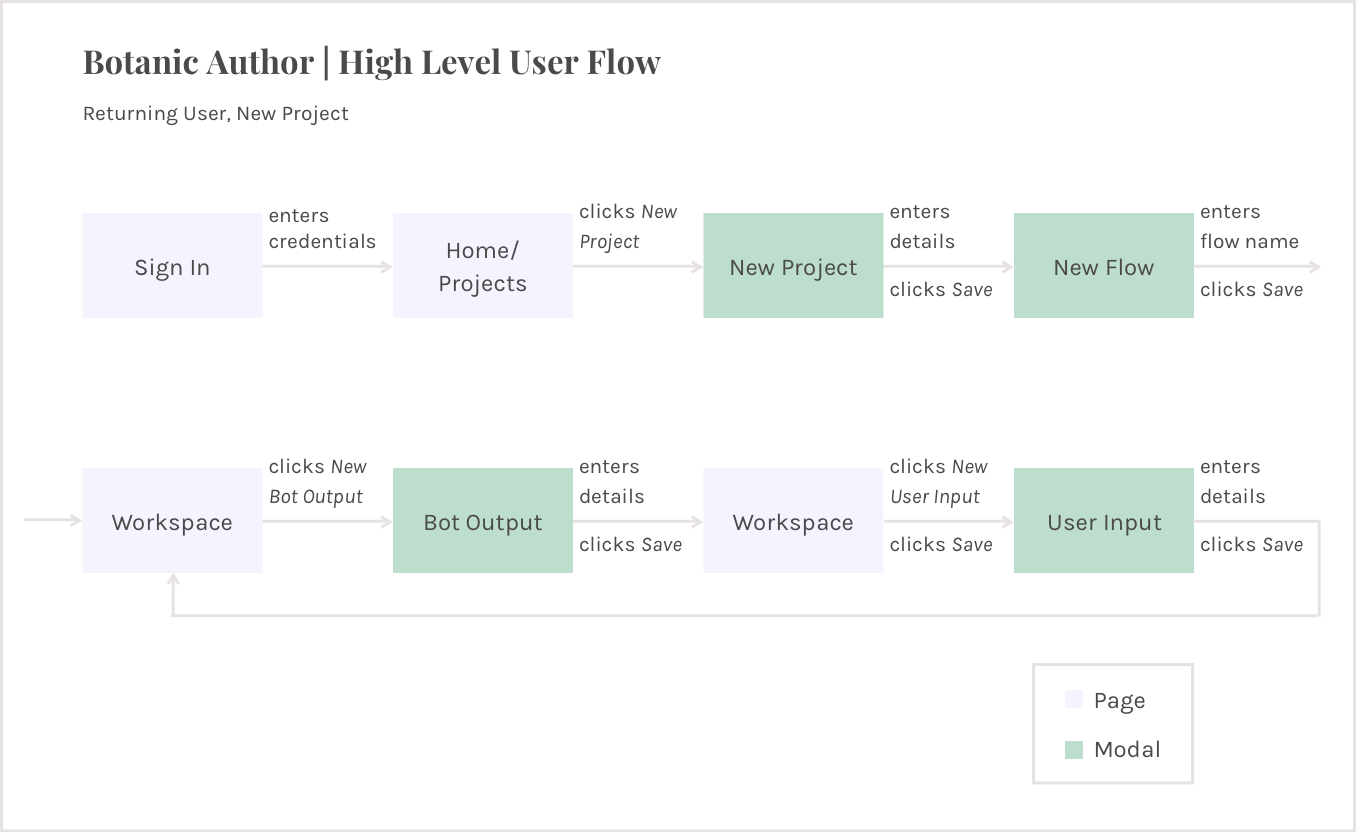 Botanic Author | High Level User Flow
Returning User, New Project
Sign In
enters
credentials
Home/
Projects
clicks New
Project
New Project
enters
details
clicks Save
New Flow
enters
flow name
clicks Save
Workspace
clicks New
Bot Output
Bot Output
enters
details
clicks Save
Workspace
clicks New
User Input
clicks Save
User Input
enters
details
clicks Save
Page
Modal